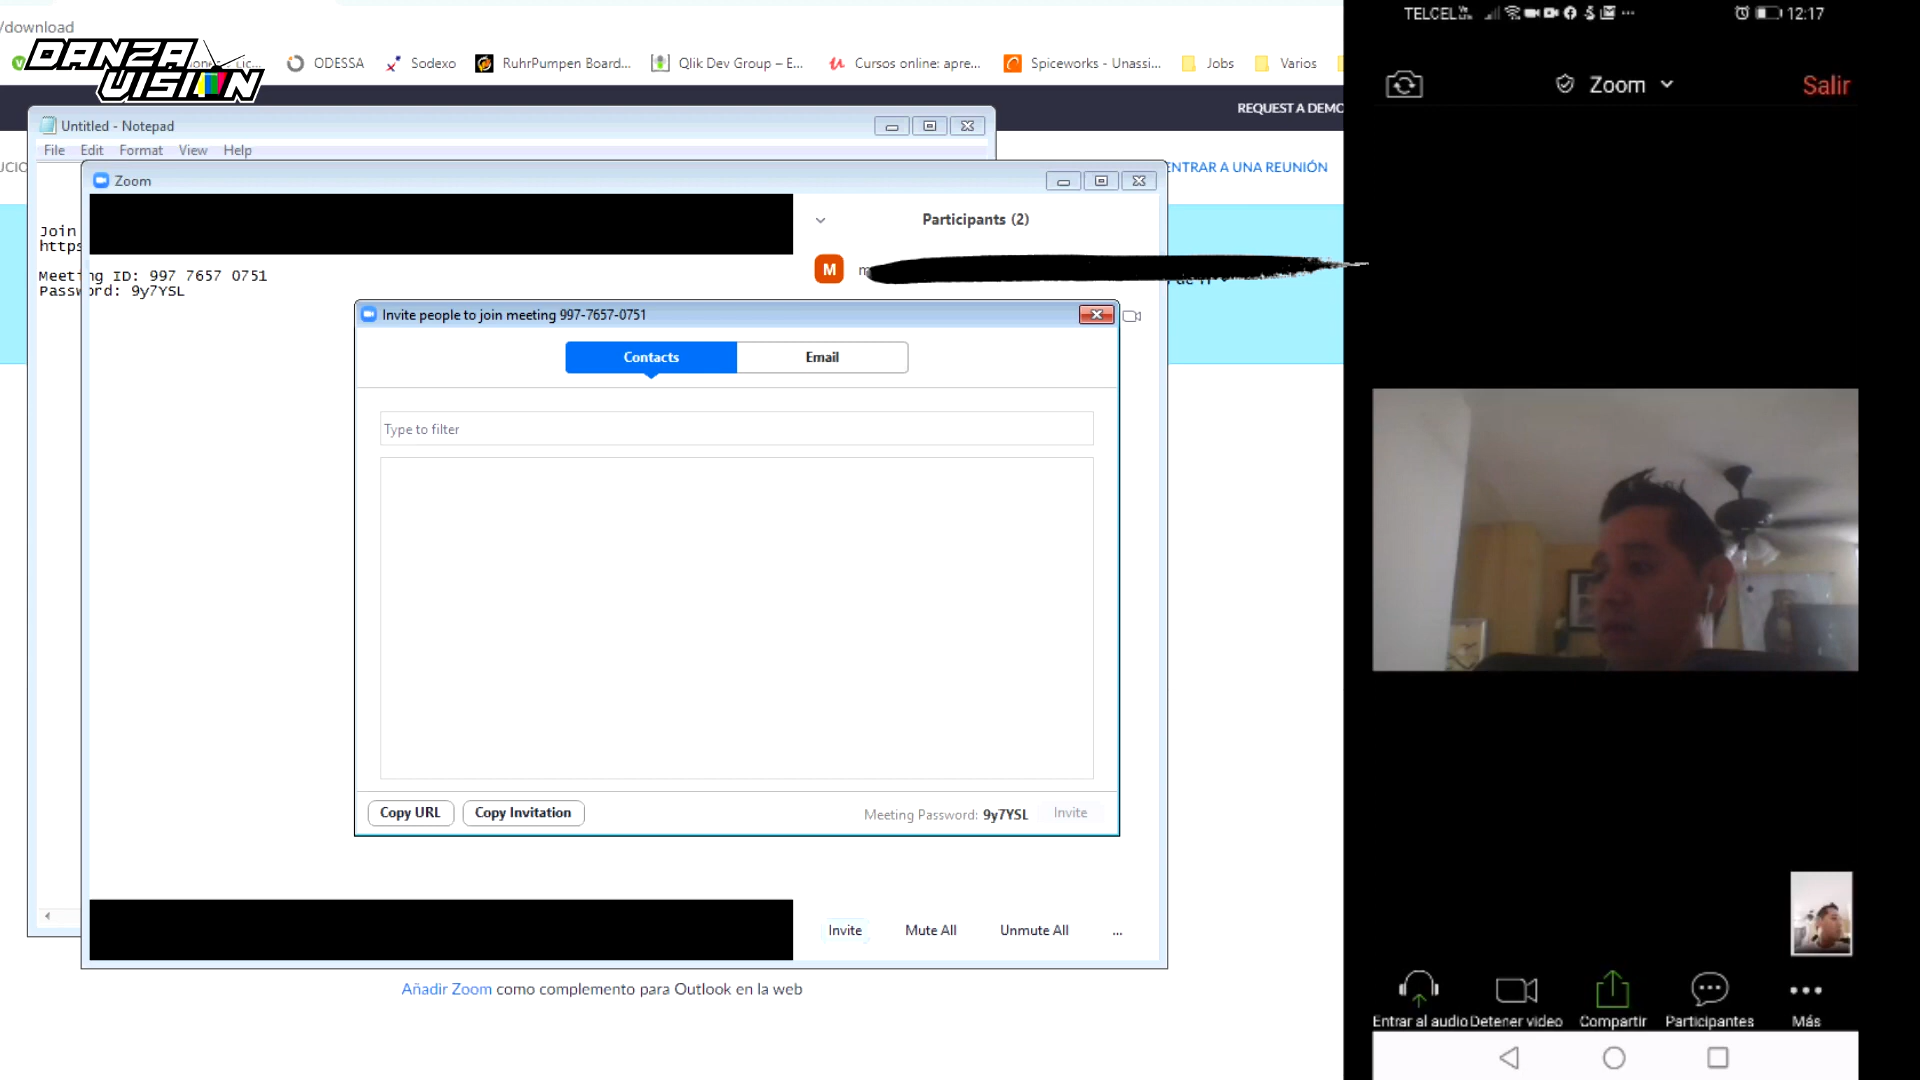 /download
DANZA
VISION
ODESSA
Sodexo
RuhrPumpen Board...
Qlik Dev Group – E...
Cursos online: apre...
Spiceworks - Unassi...
Jobs
Varios
REQUEST A DEMO
ENTRAR A UNA REUNIÓN
Untitled - Notepad
File Edit Format View Help
Join
https
Meeting ID: 997 7657 0751
Password: 9y7YSL
Zoom
Participants (2)
M
Invite people to join meeting 997-7657-0751
Contacts
Email
Type to filter
Copy URL
Copy Invitation
Meeting Password: 9y7YSL
Invite
Invite
Mute All
Unmute All
...
Añadir Zoom como complemento para Outlook en la web
TELCEL
12:17
Zoom
Salir
Entrar al audio
Detener video
Compartir
Participantes
Más